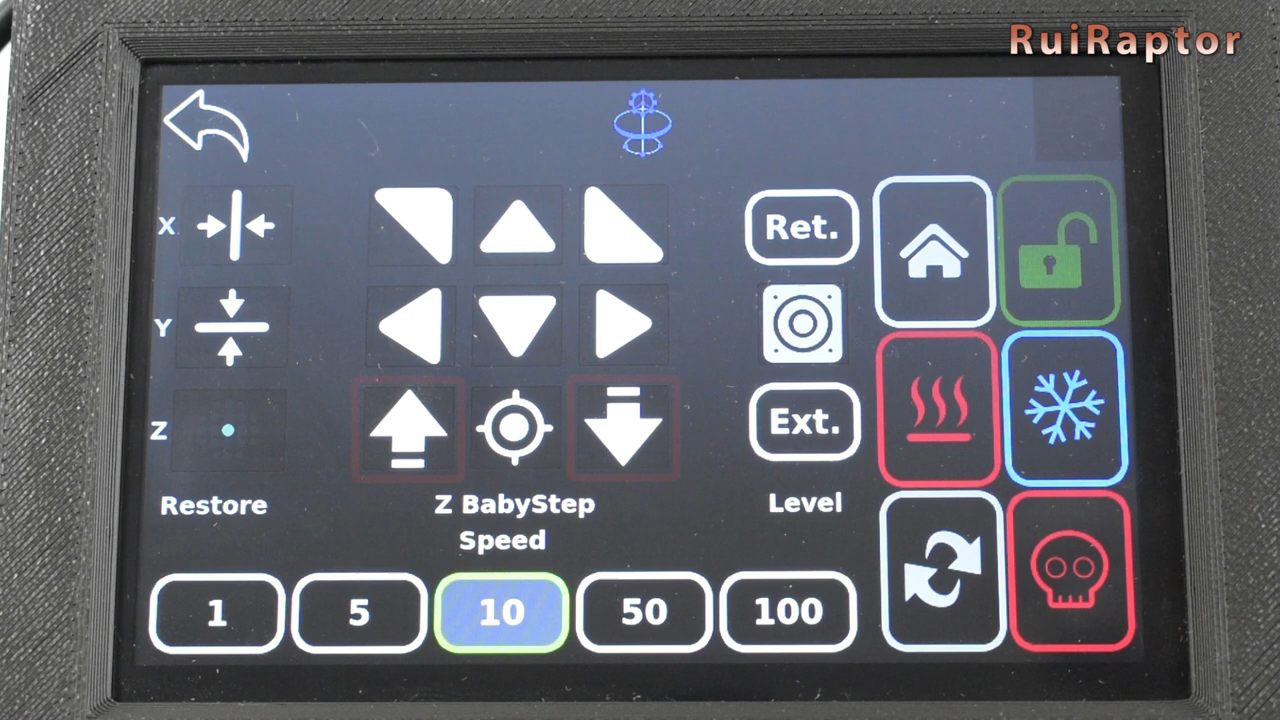 RuiRaptor
X
Ret.
Y
Z
Ext.
Restore
Z BabyStep
Level
Speed
1
5
10
50
100